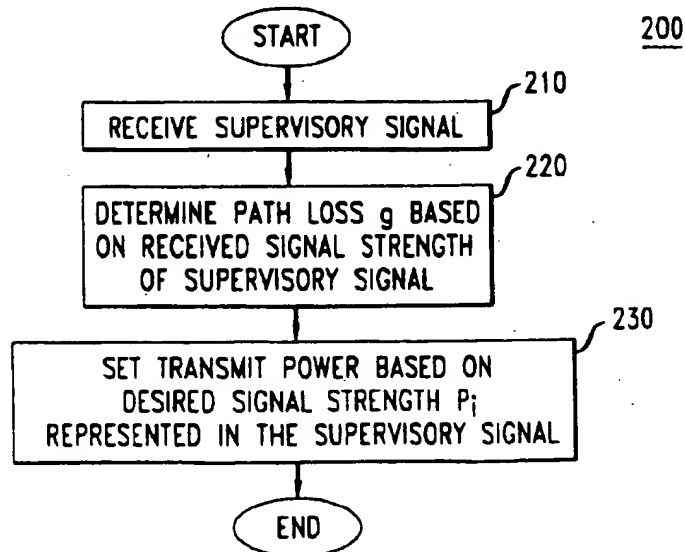 START
200
210
RECEIVE SUPERVISORY SIGNAL
220
DETERMINE PATH LOSS g BASED
ON RECEIVED SIGNAL STRENGTH
OF SUPERVISORY SIGNAL
230
SET TRANSMIT POWER BASED ON
DESIRED SIGNAL STRENGTH Pi
REPRESENTED IN THE SUPERVISORY SIGNAL
END